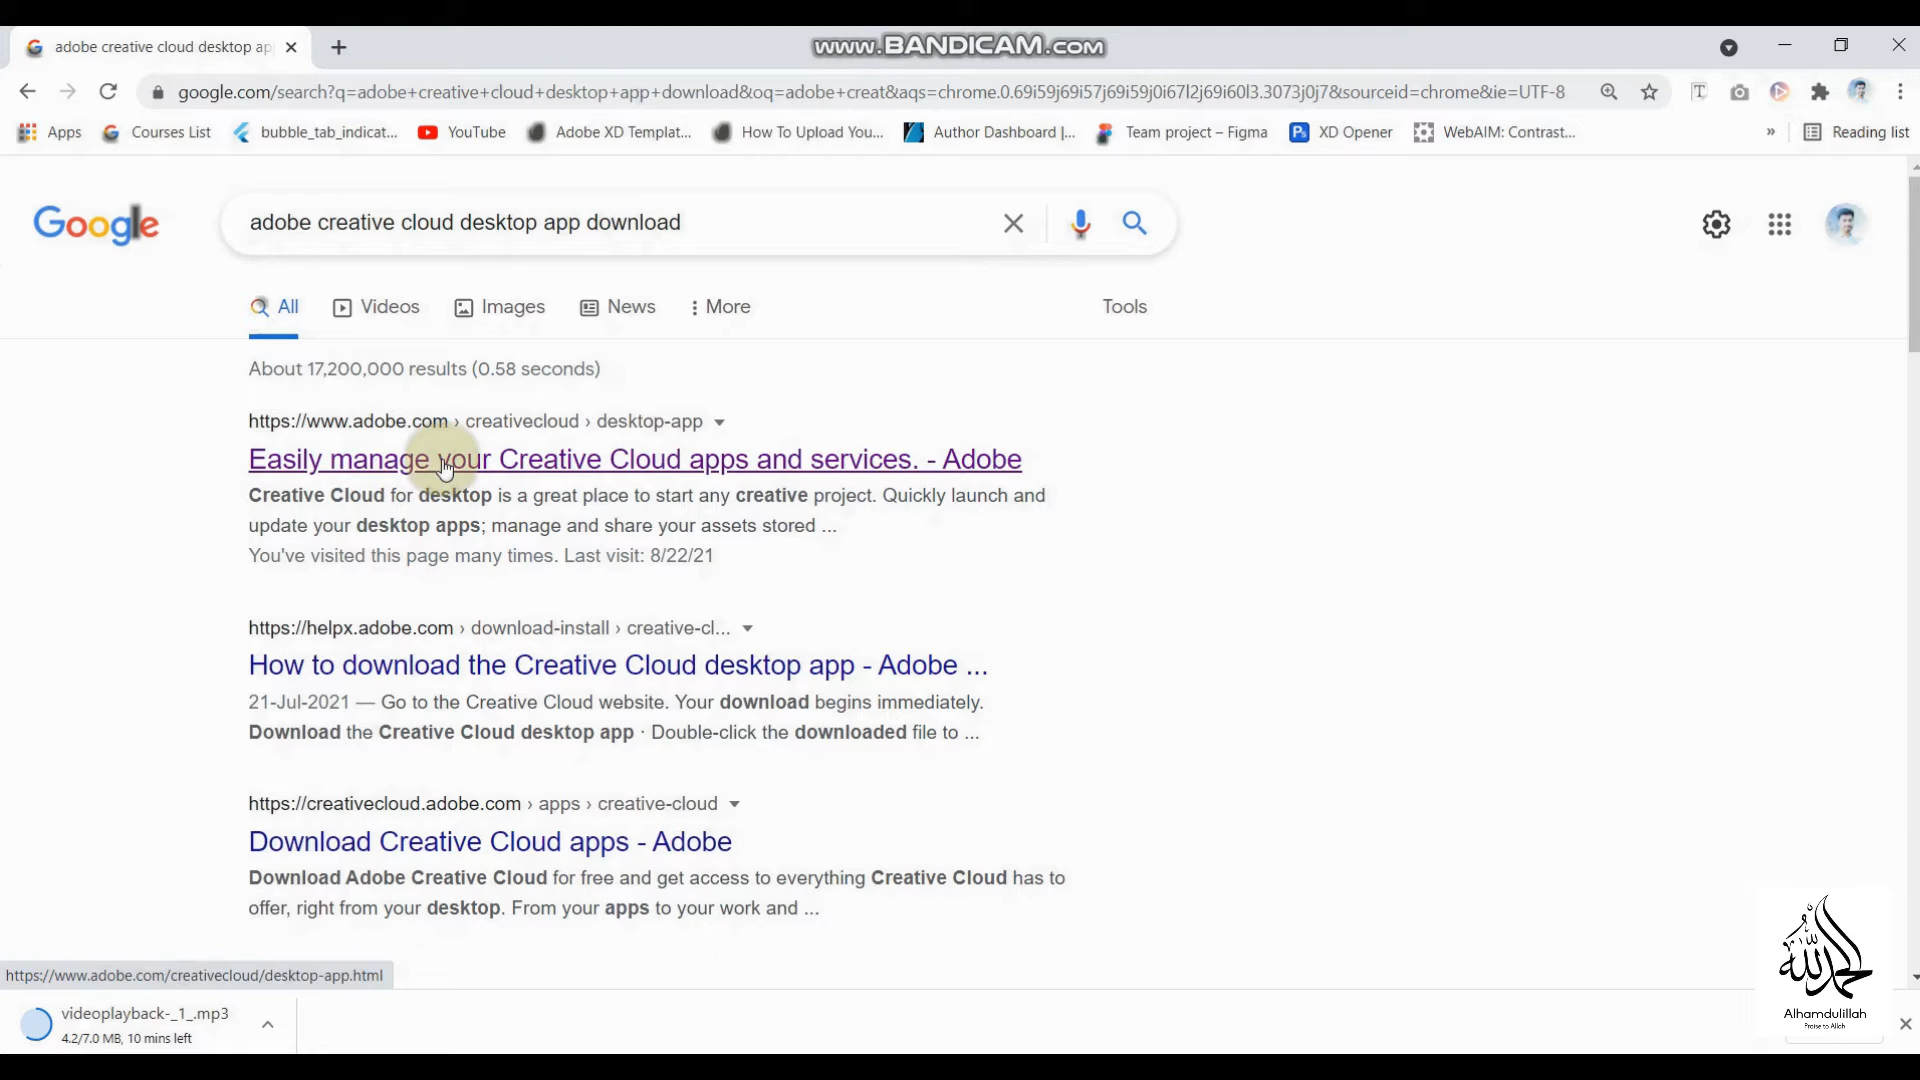 adobe creative cloud desktop ap
www.BANDICAM.com
google.com/search?q=adobe+creative+cloud+desktop+app+download&oq=adobe+creat&aqs=chrome.0.69i59j69i57j69i59j0i67l2j69i60l3.3073j0j7&sourceid=chrome&ie=UTF-8
Apps Courses List bubble_tab_indicat... YouTube Adobe XD Templat... How To Upload You... Author Dashboard |... Team project – Figma XD Opener WebAIM: Contrast... » Reading list
Google adobe creative cloud desktop app download
All Videos Images News More Tools
About 17,200,000 results (0.58 seconds)
https://www.adobe.com › creativecloud › desktop-app
Easily manage your Creative Cloud apps and services. - Adobe
Creative Cloud for desktop is a great place to start any creative project. Quickly launch and
update your desktop apps; manage and share your assets stored ...
You've visited this page many times. Last visit: 8/22/21
https://helpx.adobe.com › download-install › creative-cl...
How to download the Creative Cloud desktop app - Adobe ...
21-Jul-2021 — Go to the Creative Cloud website. Your download begins immediately.
Download the Creative Cloud desktop app · Double-click the downloaded file to ...
https://creativecloud.adobe.com › apps › creative-cloud
Download Creative Cloud apps - Adobe
Download Adobe Creative Cloud for free and get access to everything Creative Cloud has to
offer, right from your desktop. From your apps to your work and ...
https://www.adobe.com/creativecloud/desktop-app.html
videoplayback-_1_.mp3
4.2/7.0 MB, 10 mins left
الحمد لله
Alhamdulillah
Praise to Allah